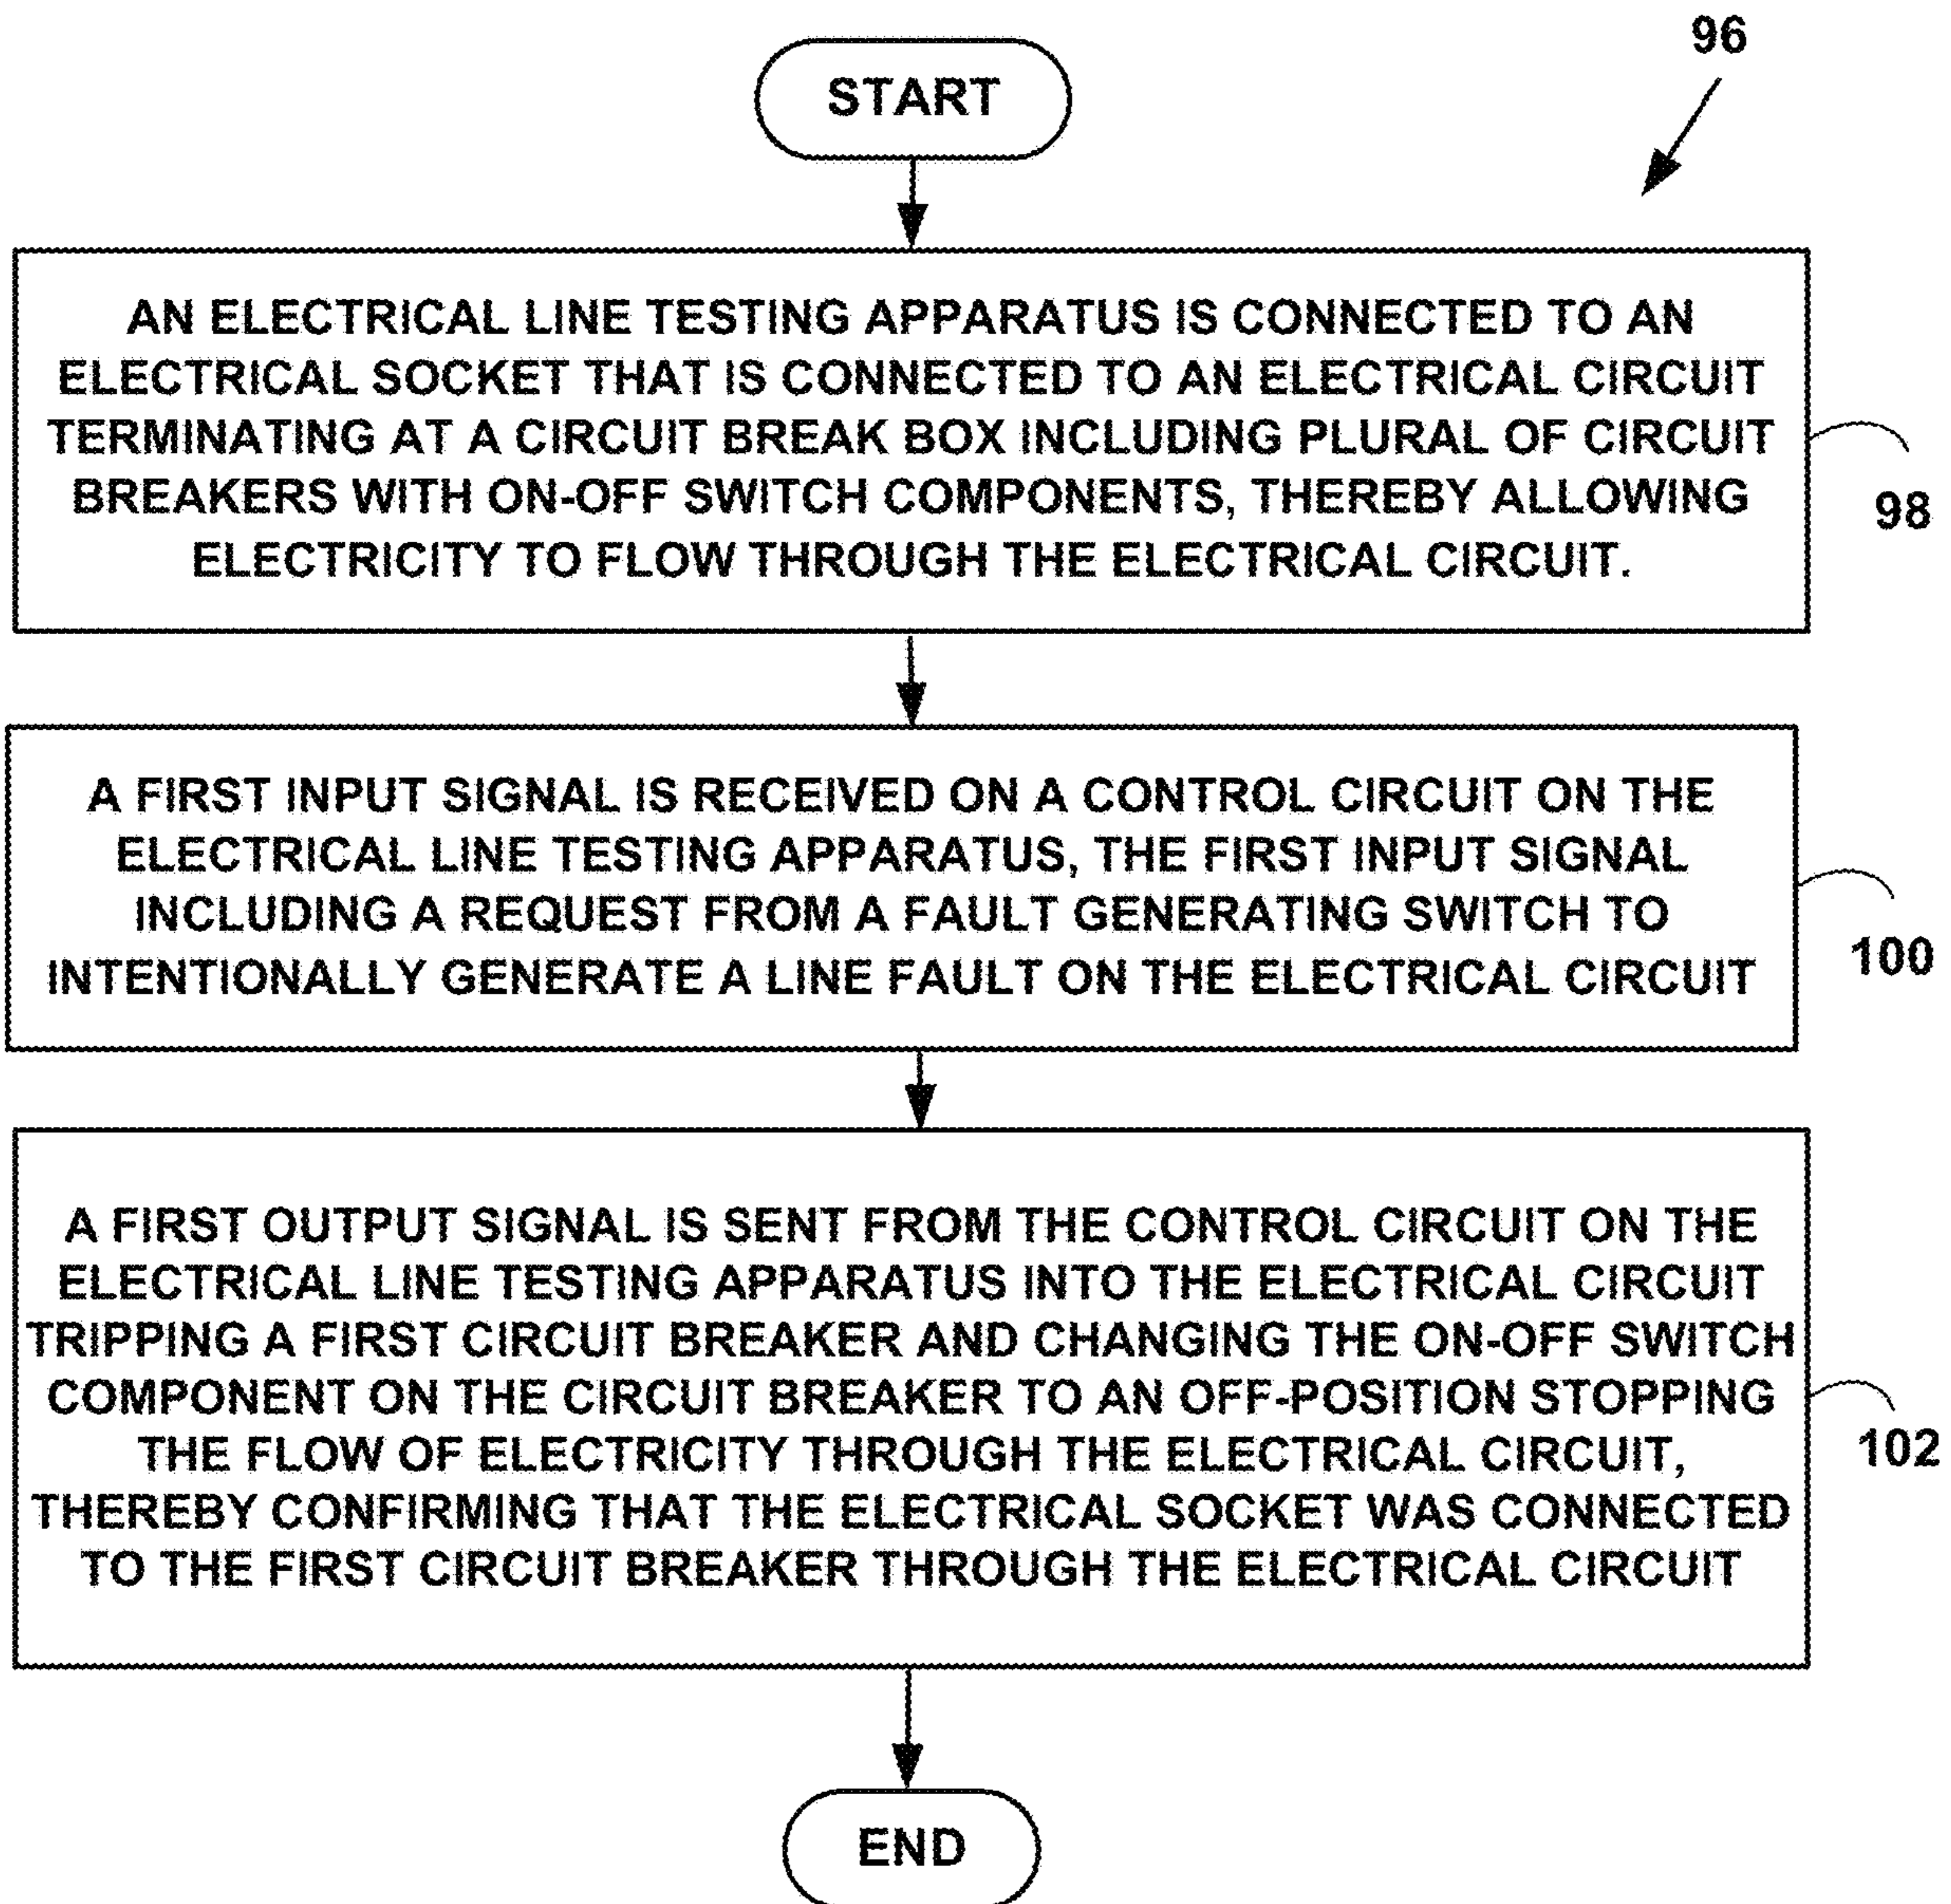 96
START
AN ELECTRICAL LINE TESTING APPARATUS IS CONNECTED TO AN
ELECTRICAL SOCKET THAT IS CONNECTED TO AN ELECTRICAL CIRCUIT
TERMINATING AT A CIRCUIT BREAK BOX INCLUDING PLURAL OF CIRCUIT
BREAKERS WITH ON-OFF SWITCH COMPONENTS, THEREBY ALLOWING
ELECTRICITY TO FLOW THROUGH THE ELECTRICAL CIRCUIT.
98
A FIRST INPUT SIGNAL IS RECEIVED ON A CONTROL CIRCUIT ON THE
ELECTRICAL LINE TESTING APPARATUS, THE FIRST INPUT SIGNAL
INCLUDING A REQUEST FROM A FAULT GENERATING SWITCH TO
INTENTIONALLY GENERATE A LINE FAULT ON THE ELECTRICAL CIRCUIT
100
A FIRST OUTPUT SIGNAL IS SENT FROM THE CONTROL CIRCUIT ON THE
ELECTRICAL LINE TESTING APPARATUS INTO THE ELECTRICAL CIRCUIT
TRIPPING A FIRST CIRCUIT BREAKER AND CHANGING THE ON-OFF SWITCH
COMPONENT ON THE CIRCUIT BREAKER TO AN OFF-POSITION STOPPING
THE FLOW OF ELECTRICITY THROUGH THE ELECTRICAL CIRCUIT,
THEREBY CONFIRMING THAT THE ELECTRICAL SOCKET WAS CONNECTED
TO THE FIRST CIRCUIT BREAKER THROUGH THE ELECTRICAL CIRCUIT
102
END